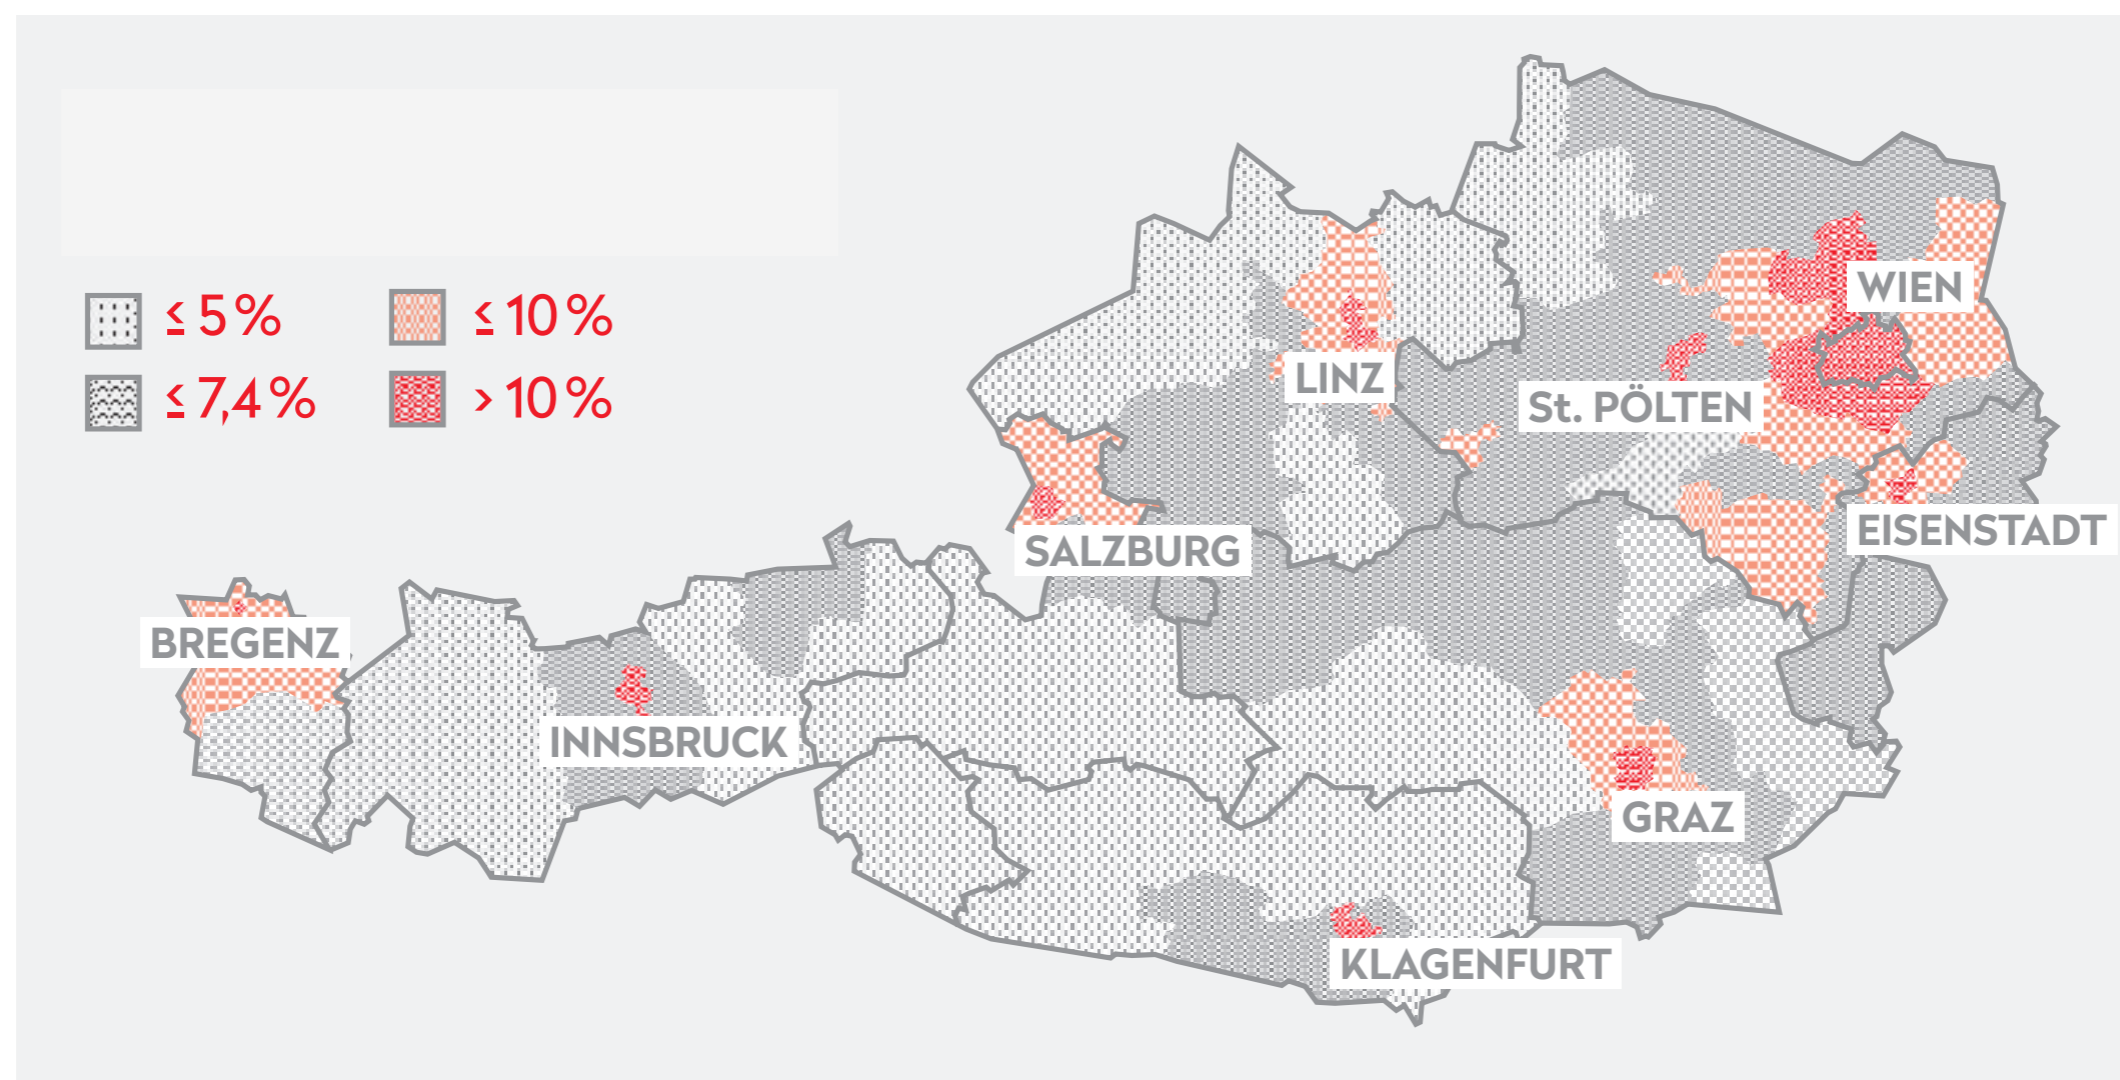 ≤ 5 %
≤ 10 %
≤ 7,4 %
> 10 %
WIEN
LINZ
St. PÖLTEN
EISENSTADT
SALZBURG
BREGENZ
INNSBRUCK
GRAZ
KLAGENFURT